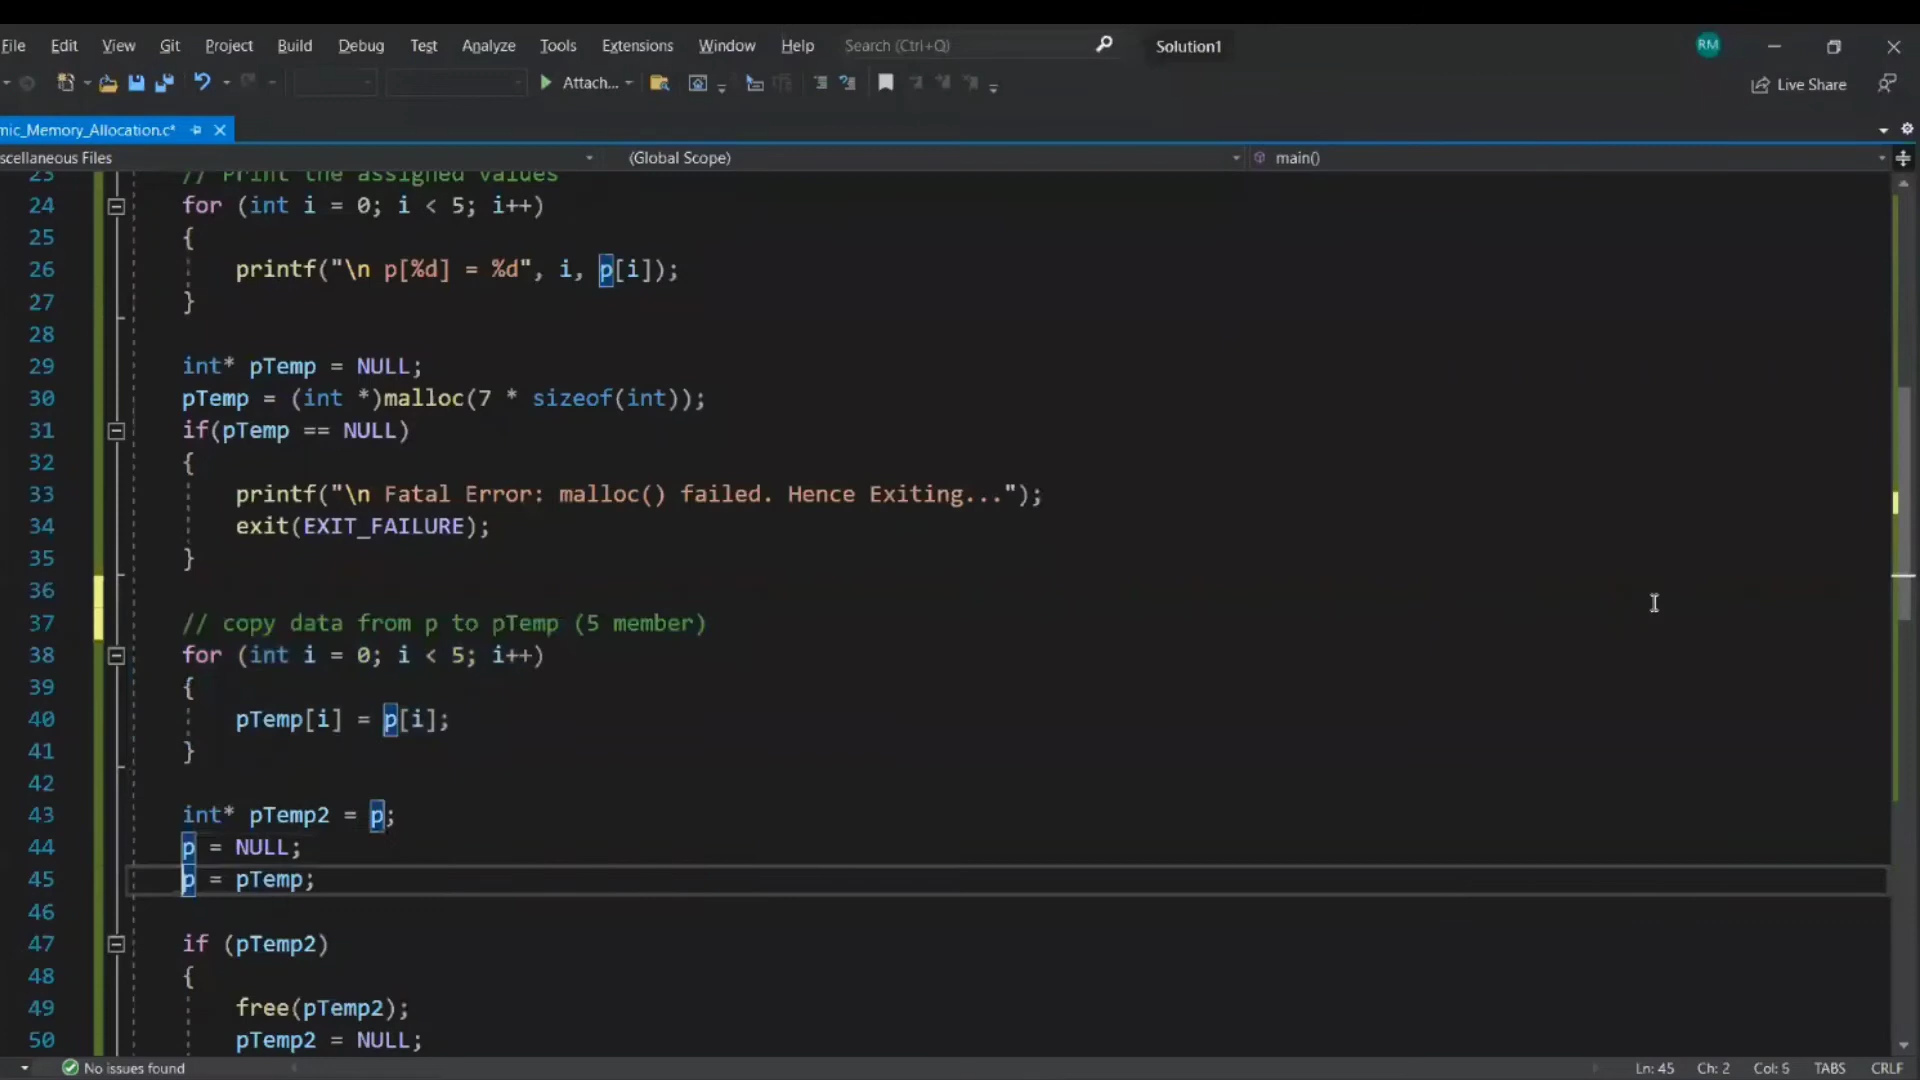 File Edit View Git Project Build Debug Test Analyze Tools Extensions Window Help Search (Ctrl+Q) Solution1 RM
Attach... Live Share
mic_Memory_Allocation.c*
scellaneous Files (Global Scope) main()
23 // Print the assigned values
24 for (int i = 0; i < 5; i++)
25 {
26 printf("\n p[%d] = %d", i, p[i]);
27 }
28
29 int* pTemp = NULL;
30 pTemp = (int *)malloc(7 * sizeof(int));
31 if(pTemp == NULL)
32 {
33 printf("\n Fatal Error: malloc() failed. Hence Exiting...");
34 exit(EXIT_FAILURE);
35 }
36
37 // copy data from p to pTemp (5 member)
38 for (int i = 0; i < 5; i++)
39 {
40 pTemp[i] = p[i];
41 }
42
43 int* pTemp2 = p;
44 p = NULL;
45 p = pTemp;
46
47 if (pTemp2)
48 {
49 free(pTemp2);
50 pTemp2 = NULL;
No issues found Ln: 45 Ch: 2 Col: 5 TABS CRLF